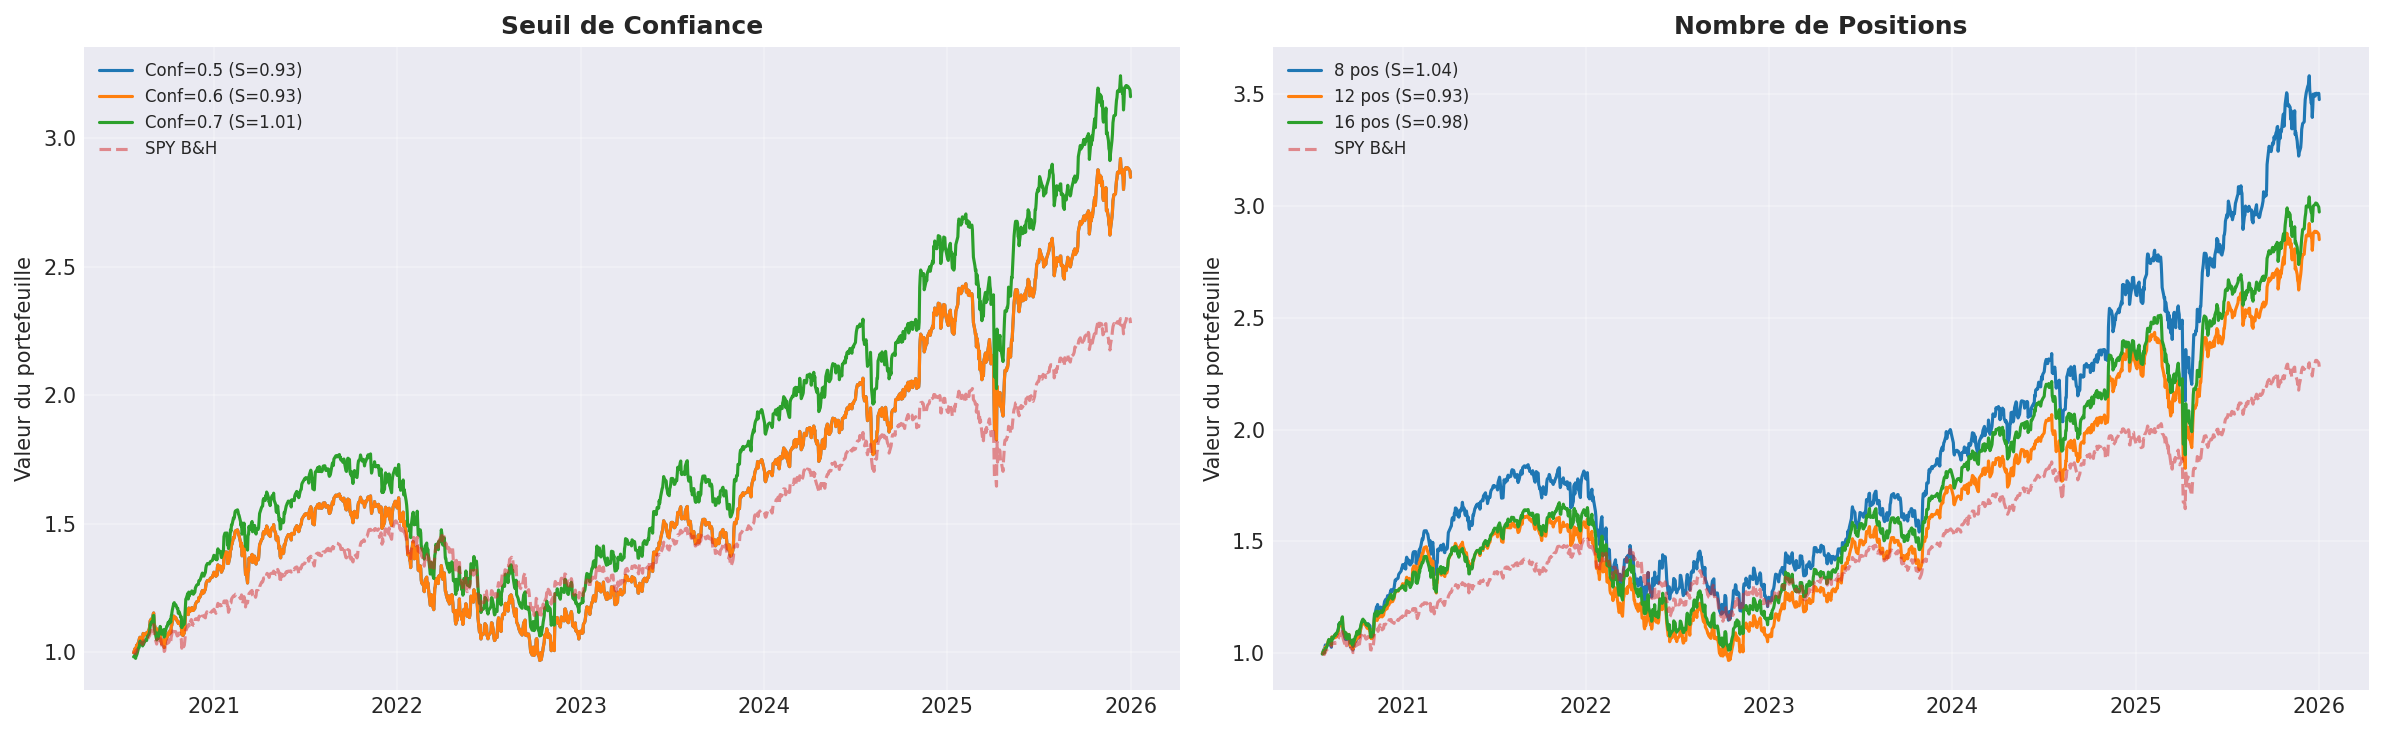 Seuil de Confiance
Conf=0.5 (S=0.93)
Conf=0.6 (S=0.93)
Conf=0.7 (S=1.01)
SPY B&H
Valeur du portefeuille
3.0
2.5
2.0
1.5
1.0
2021 2022 2023 2024 2025 2026
Nombre de Positions
8 pos (S=1.04)
12 pos (S=0.93)
16 pos (S=0.98)
SPY B&H
Valeur du portefeuille
3.5
3.0
2.5
2.0
1.5
1.0
2021 2022 2023 2024 2025 2026